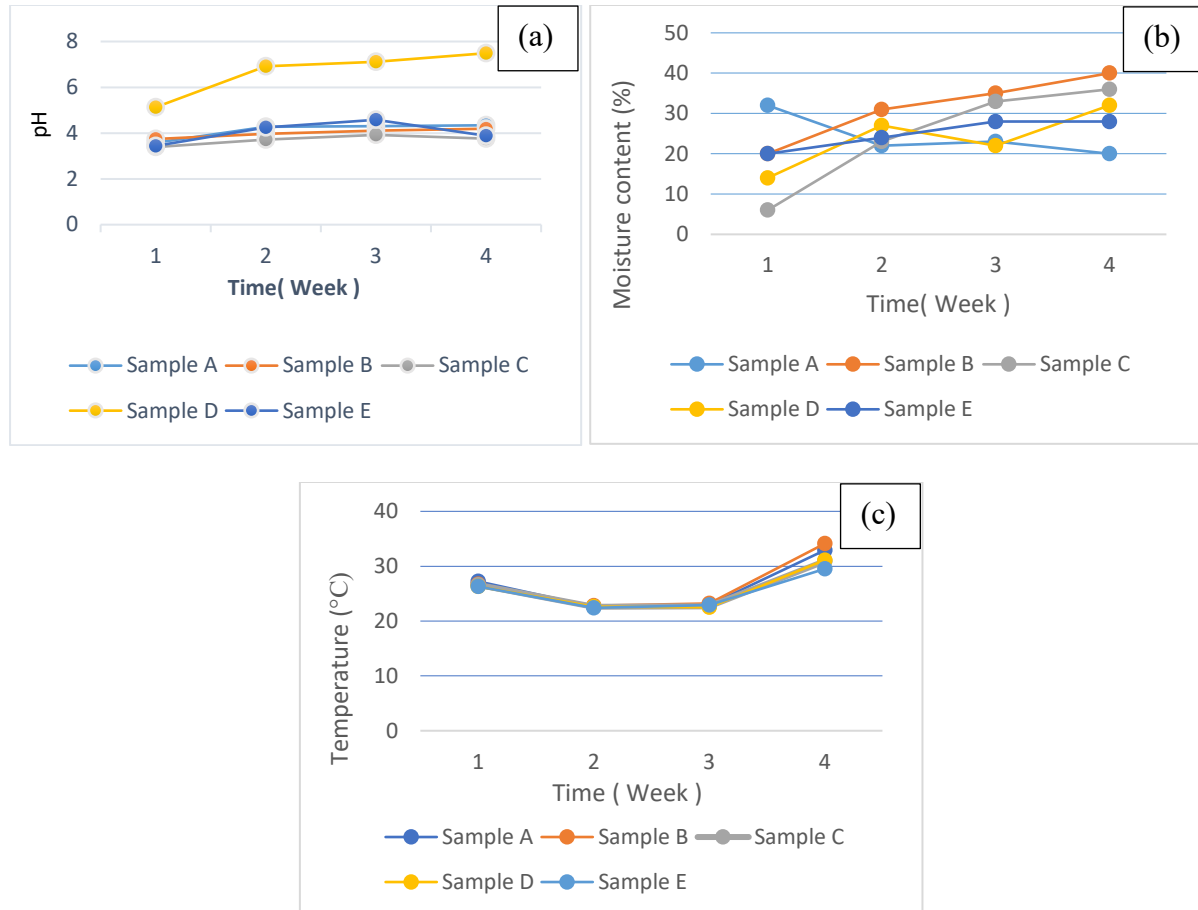 (a)
8
6
4
2
0
pH
1 2 3 4
Time( Week )
Sample A Sample B Sample C
Sample D Sample E
(b)
50
40
30
20
10
0
Moisture content (%)
1 2 3 4
Time( Week )
Sample A Sample B Sample C
Sample D Sample E
(c)
40
30
20
10
0
Temperature (°C)
1 2 3 4
Time ( Week )
Sample A Sample B Sample C
Sample D Sample E